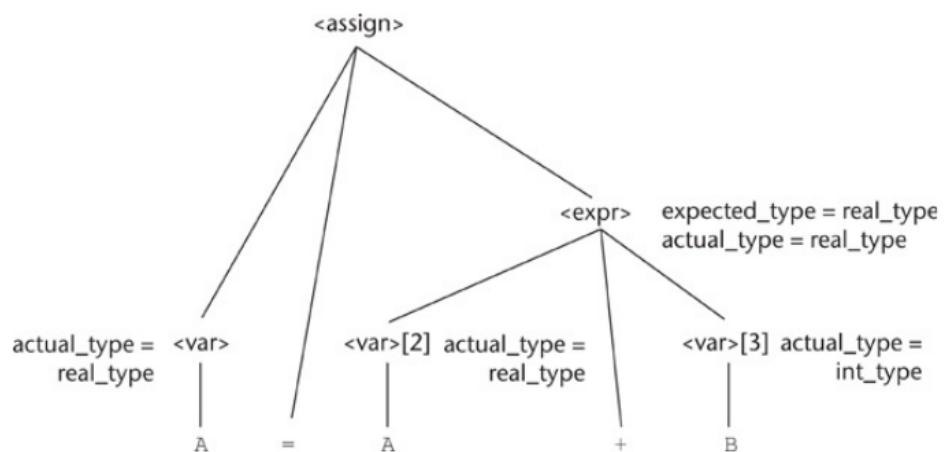 <assign>
<expr> expected_type = real_type
actual_type = real_type
actual_type = <var> <var>[2] actual_type = <var>[3] actual_type =
real_type real_type int_type
A = A + B